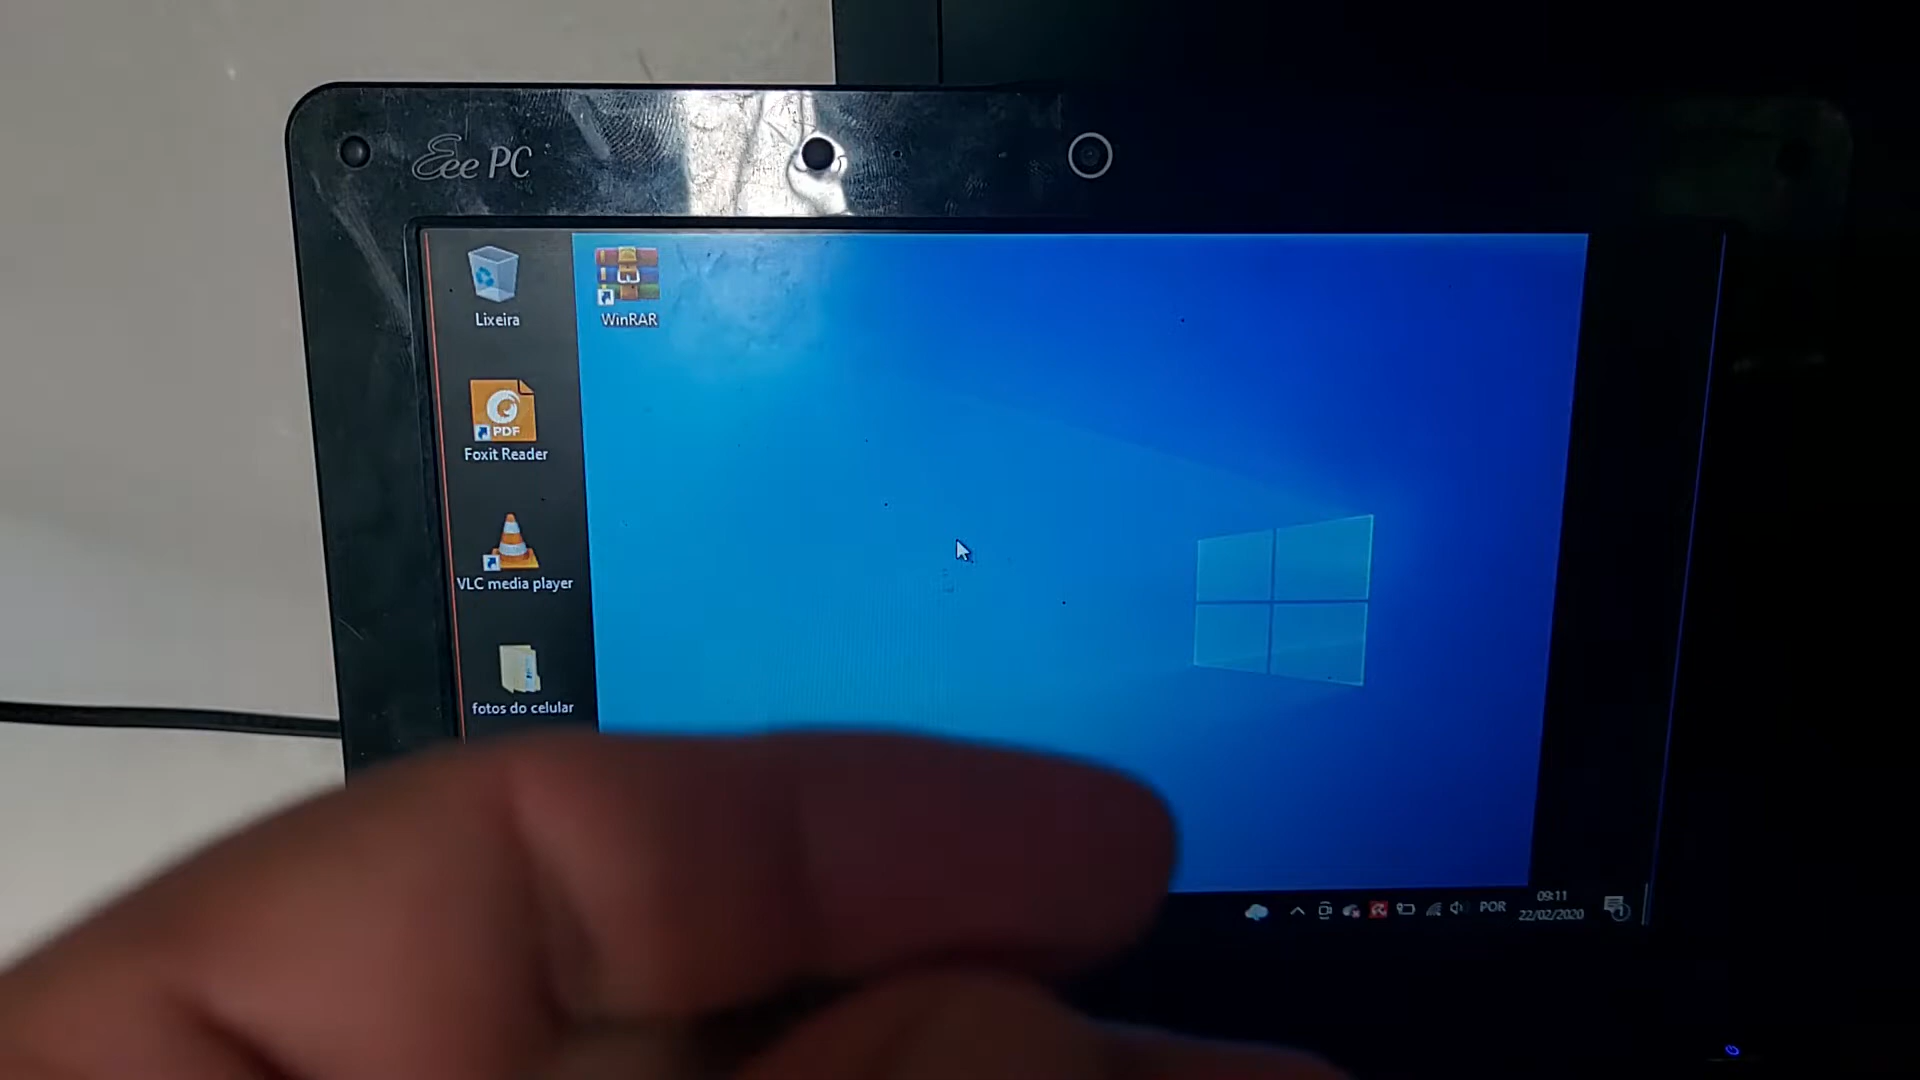 Eee PC
Lixeira
WinRAR
PDF
Foxit Reader
VLC media player
fotos do celular
POR
09:11
22/02/2020